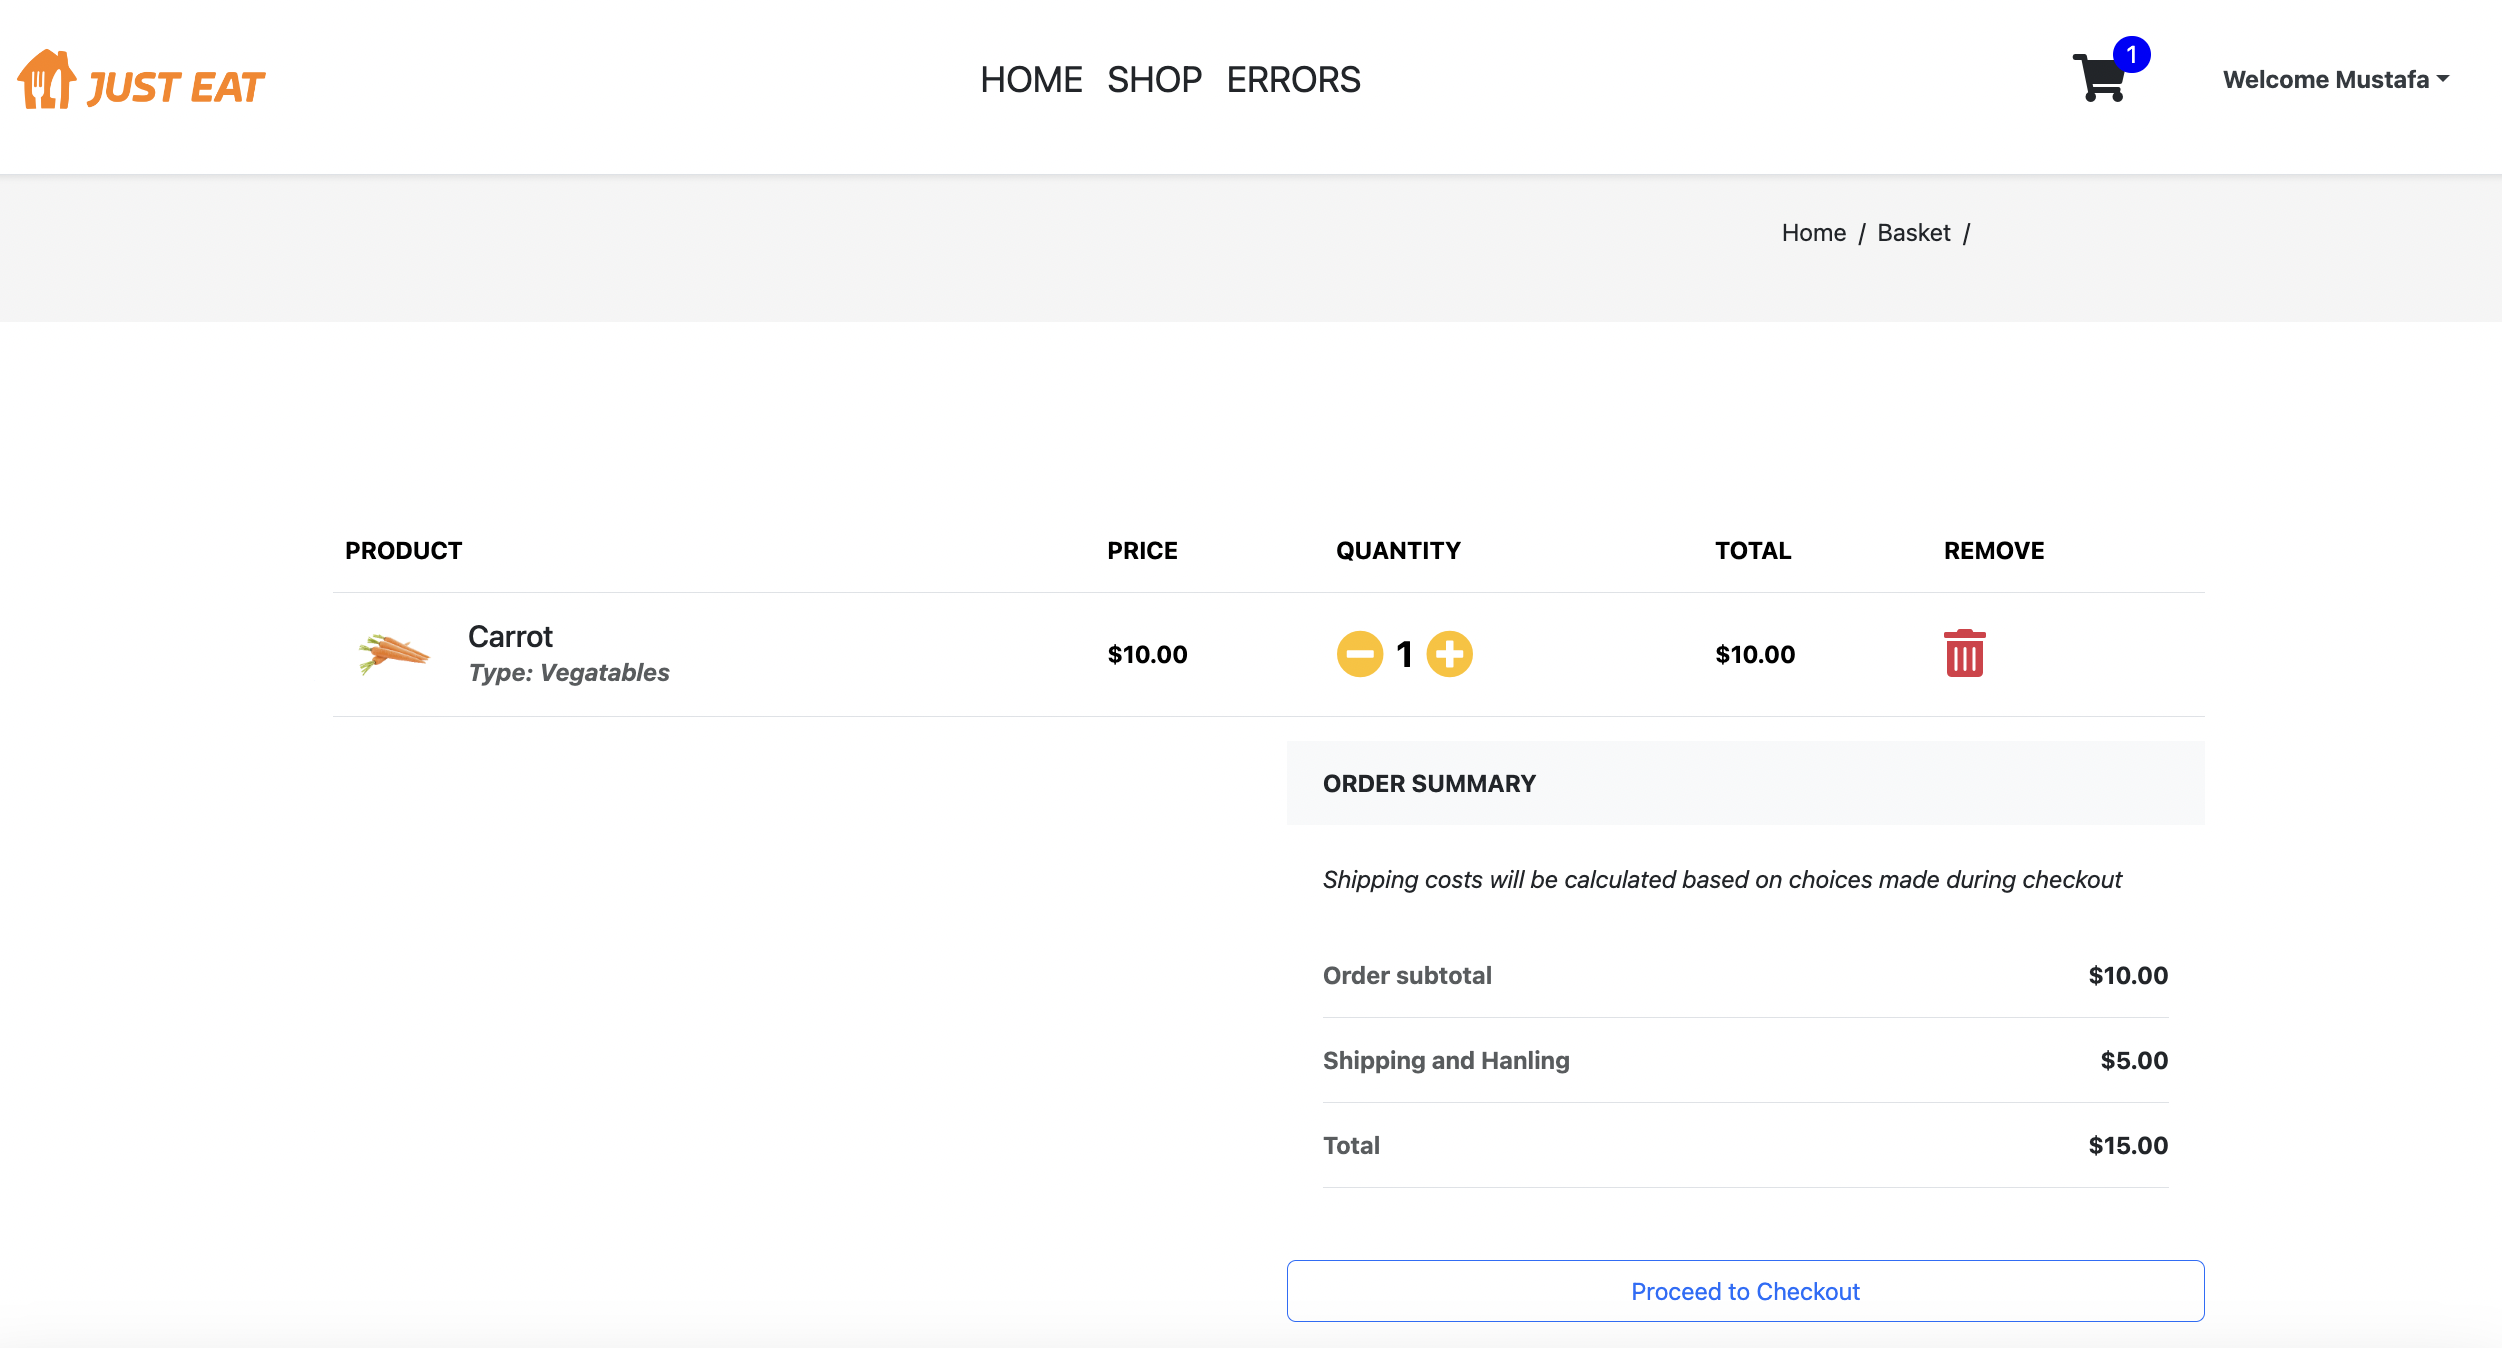 JUST EAT
HOME SHOP ERRORS
1
Welcome Mustafa
Home / Basket /
PRODUCT PRICE QUANTITY TOTAL REMOVE
Carrot
Type: Vegatables
$10.00 1 $10.00
ORDER SUMMARY
Shipping costs will be calculated based on choices made during checkout
Order subtotal $10.00
Shipping and Hanling $5.00
Total $15.00
Proceed to Checkout